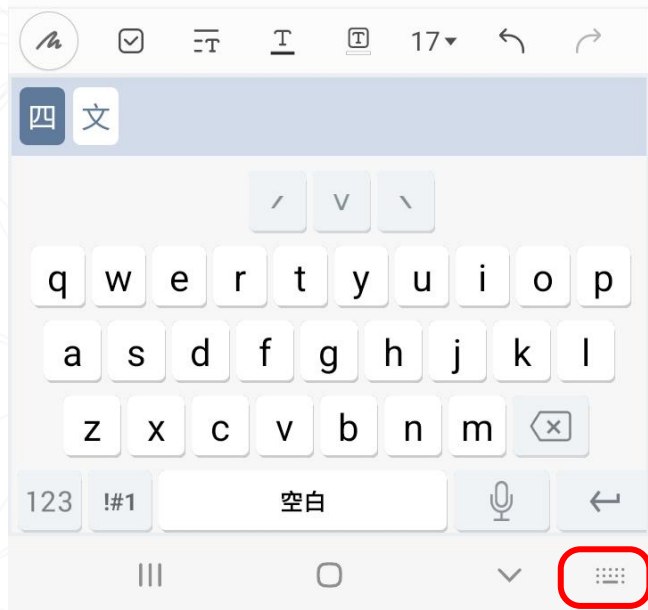 T T T 17
四 文
ˊ ˇ ˋ
q w e r t y u i o p
a s d f g h j k l
z x c v b n m
123 !#1 空白